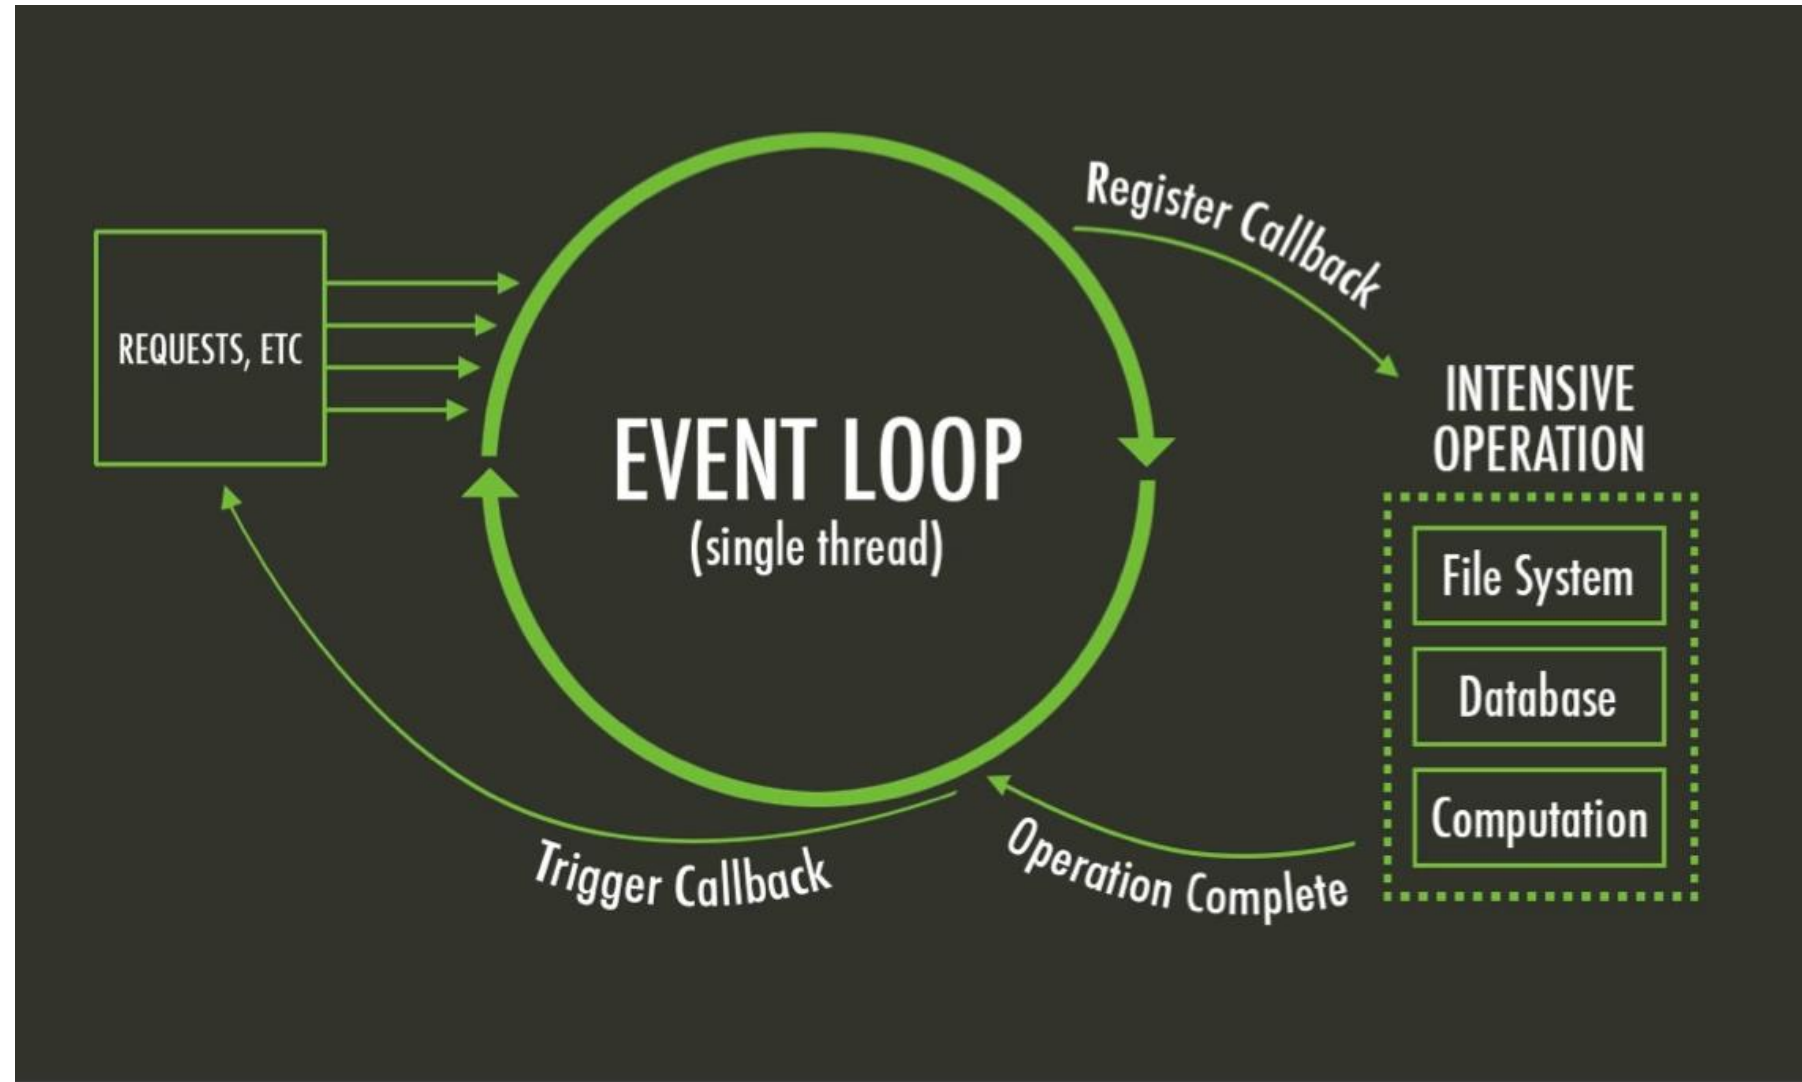 REQUESTS, ETC
EVENT LOOP
(single thread)
Register Callback
INTENSIVE
OPERATION
File System
Database
Computation
Operation Complete
Trigger Callback